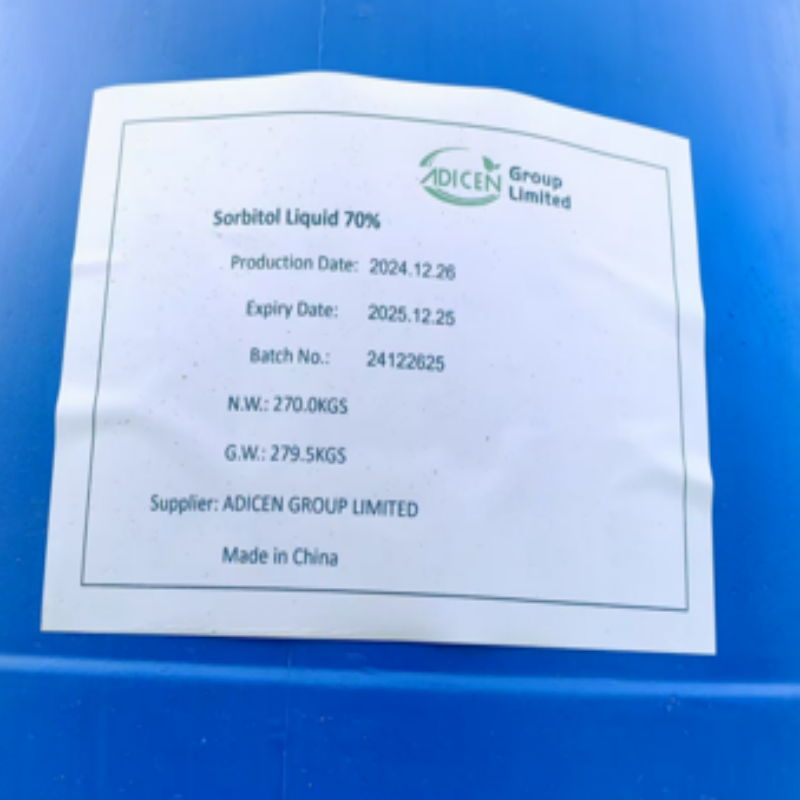 ADICEN Group
Limited
Sorbitol Liquid 70%
Production Date: 2024.12.26
Expiry Date: 2025.12.25
Batch No.: 24122625
N.W.: 270.0KGS
G.W.: 279.5KGS
Supplier: ADICEN GROUP LIMITED
Made in China